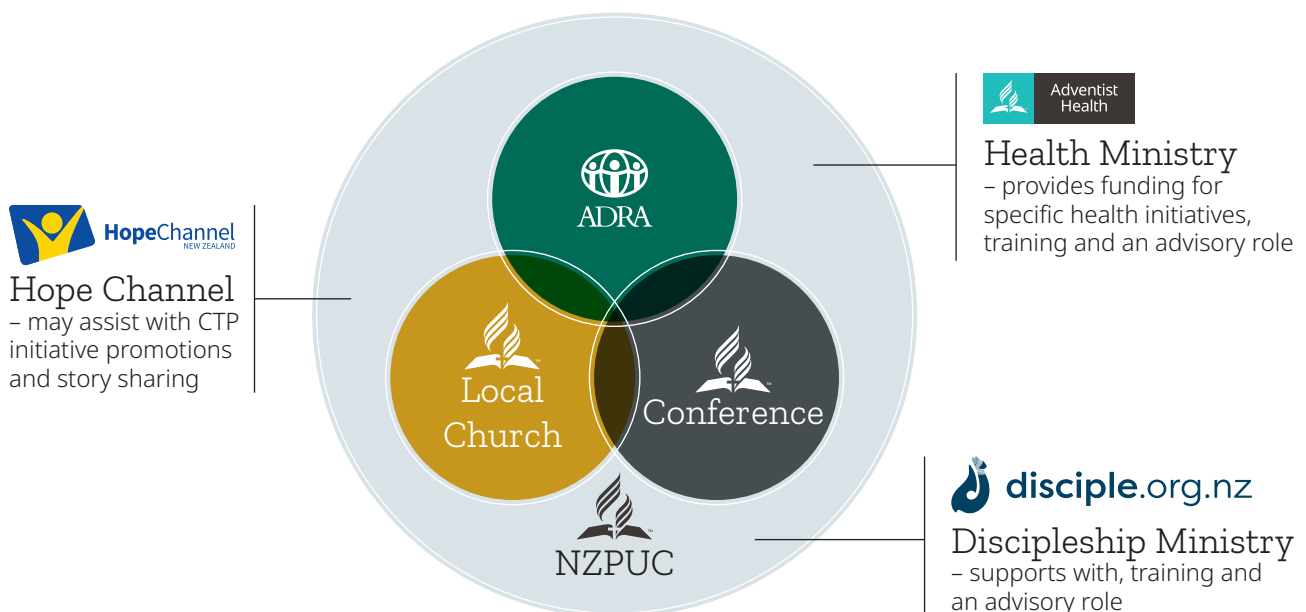 Adventist
Health
Health Ministry
– provides funding for
specific health initiatives,
training and an advisory role
ADRA
HopeChannel
NEW ZEALAND
Hope Channel
– may assist with CTP
initiative promotions
and story sharing
Local
Church
Conference
NZPUC
disciple.org.nz
Discipleship Ministry
– supports with, training and
an advisory role